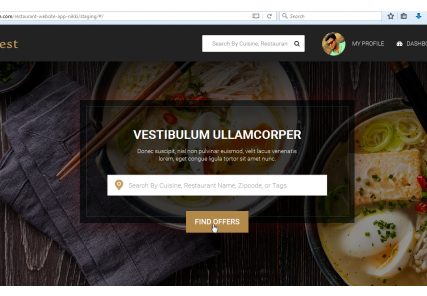 s.com/restaurant-website-app-nikki/staging/#/
Search
est
Search By Cuisine, Restauran
MY PROFILE
DASHBO
VESTIBULUM ULLAMCORPER
Donec suscipit, nisl non pulvinar euismod, velit lacus venenatis
lorem, eget congue ligula tortor sit amet nunc.
Search By Cuisine, Restaurant Name, Zipcode, or Tags
FIND OFFERS